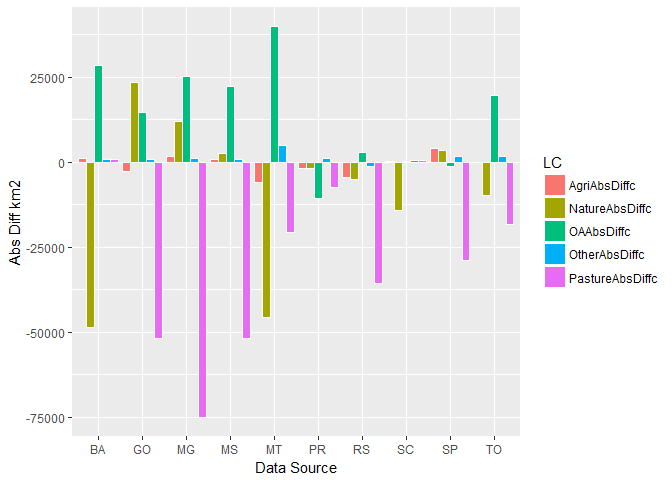 Abs Diff km2
25000
0
-25000
-50000
-75000
BA GO MG MS MT PR RS SC SP TO
Data Source
LC
AgriAbsDiffc
NatureAbsDiffc
OAAbsDiffc
OtherAbsDiffc
PastureAbsDiffc